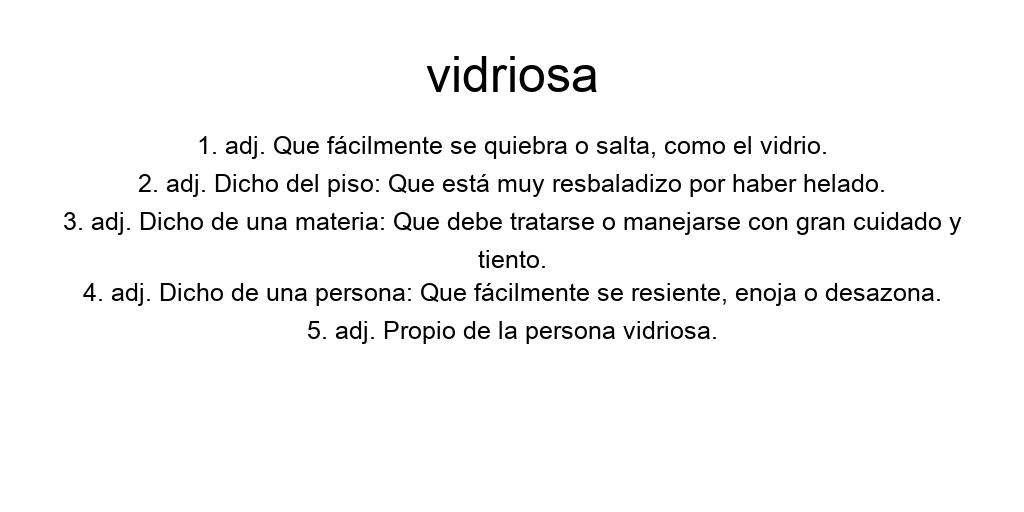 vidriosa
1. adj. Que fácilmente se quiebra o salta, como el vidrio.
2. adj. Dicho del piso: Que está muy resbaladizo por haber helado.
3. adj. Dicho de una materia: Que debe tratarse o manejarse con gran cuidado y
tiento.
4. adj. Dicho de una persona: Que fácilmente se resiente, enoja o desazona.
5. adj. Propio de la persona vidriosa.